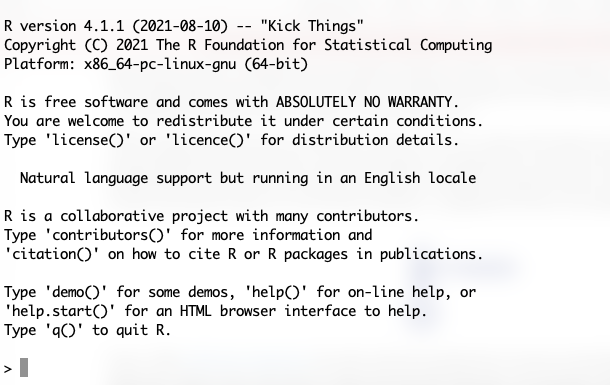 R version 4.1.1 (2021-08-10) -- "Kick Things"
Copyright (C) 2021 The R Foundation for Statistical Computing
Platform: x86_64-pc-linux-gnu (64-bit)

R is free software and comes with ABSOLUTELY NO WARRANTY.
You are welcome to redistribute it under certain conditions.
Type 'license()' or 'licence()' for distribution details.

  Natural language support but running in an English locale

R is a collaborative project with many contributors.
Type 'contributors()' for more information and
'citation()' on how to cite R or R packages in publications.

Type 'demo()' for some demos, 'help()' for on-line help, or
'help.start()' for an HTML browser interface to help.
Type 'q()' to quit R.

>